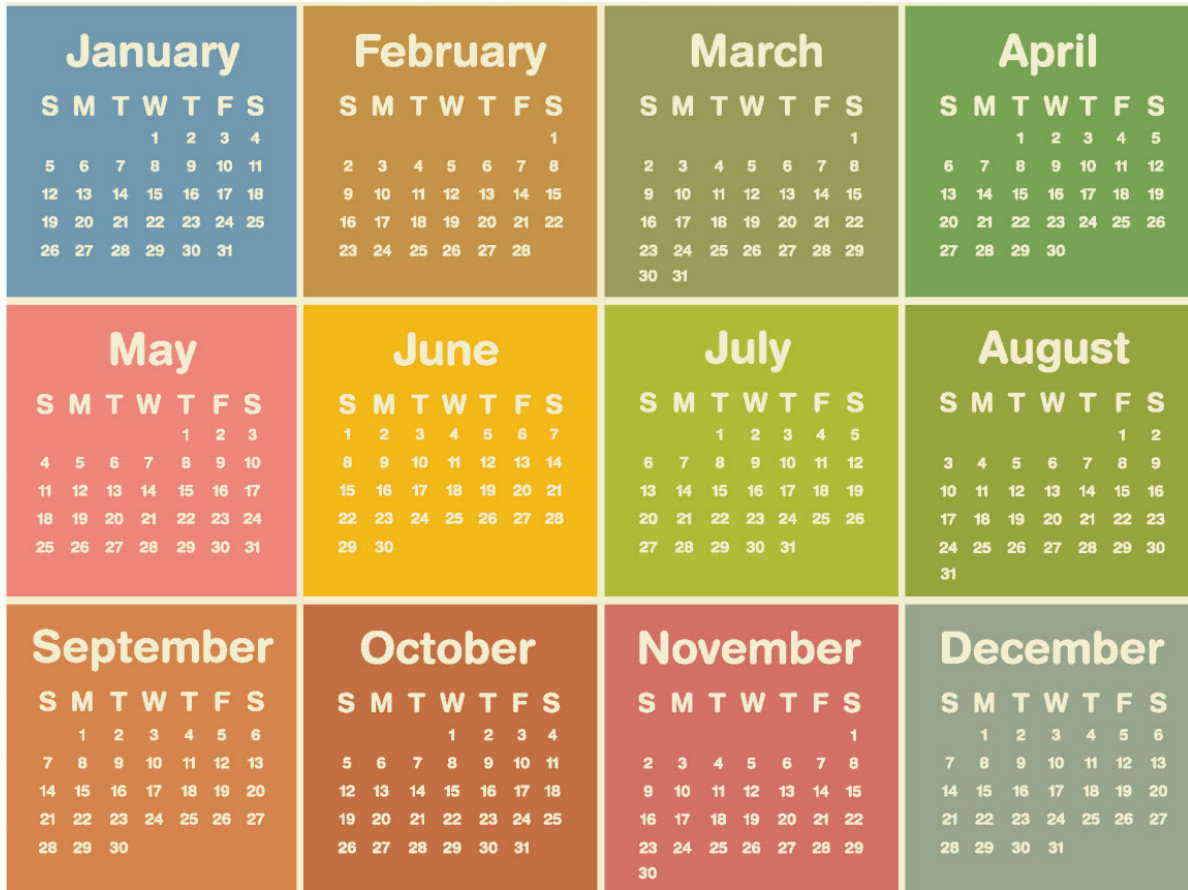 January
S M T W T F S
1 2 3 4
5 6 7 8 9 10 11
12 13 14 15 16 17 18
19 20 21 22 23 24 25
26 27 28 29 30 31
February
S M T W T F S
1
2 3 4 5 6 7 8
9 10 11 12 13 14 15
16 17 18 19 20 21 22
23 24 25 26 27 28
March
S M T W T F S
1
2 3 4 5 6 7 8
9 10 11 12 13 14 15
16 17 18 19 20 21 22
23 24 25 26 27 28 29
30 31
April
S M T W T F S
1 2 3 4 5
6 7 8 9 10 11 12
13 14 15 16 17 18 19
20 21 22 23 24 25 26
27 28 29 30
May
S M T W T F S
1 2 3
4 5 6 7 8 9 10
11 12 13 14 15 16 17
18 19 20 21 22 23 24
25 26 27 28 29 30 31
June
S M T W T F S
1 2 3 4 5 6 7
8 9 10 11 12 13 14
15 16 17 18 19 20 21
22 23 24 25 26 27 28
29 30
July
S M T W T F S
1 2 3 4 5
6 7 8 9 10 11 12
13 14 15 16 17 18 19
20 21 22 23 24 25 26
27 28 29 30 31
August
S M T W T F S
1 2
3 4 5 6 7 8 9
10 11 12 13 14 15 16
17 18 19 20 21 22 23
24 25 26 27 28 29 30
31
September
S M T W T F S
1 2 3 4 5 6
7 8 9 10 11 12 13
14 15 16 17 18 19 20
21 22 23 24 25 26 27
28 29 30
October
S M T W T F S
1 2 3 4
5 6 7 8 9 10 11
12 13 14 15 16 17 18
19 20 21 22 23 24 25
26 27 28 29 30 31
November
S M T W T F S
1
2 3 4 5 6 7 8
9 10 11 12 13 14 15
16 17 18 19 20 21 22
23 24 25 26 27 28 29
30
December
S M T W T F S
1 2 3 4 5 6
7 8 9 10 11 12 13
14 15 16 17 18 19 20
21 22 23 24 25 26 27
28 29 30 31